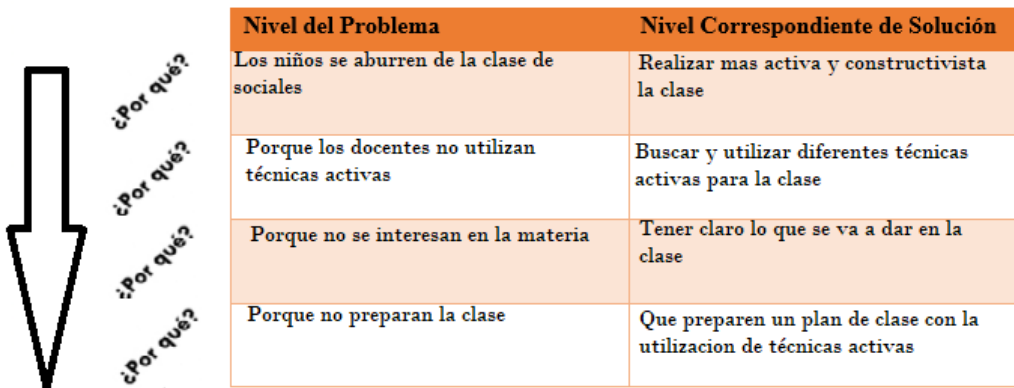 Nivel del Problema
Nivel Correspondiente de Solución
¿Por qué?
Los niños se aburren de la clase de
sociales
Realizar mas activa y constructivista
la clase
¿Por qué?
Porque los docentes no utilizan
técnicas activas
Buscar y utilizar diferentes técnicas
activas para la clase
¿Por qué?
Porque no se interesan en la materia
Tener claro lo que se va a dar en la
clase
¿Por qué?
Porque no preparan la clase
Que preparen un plan de clase con la
utilizacion de técnicas activas